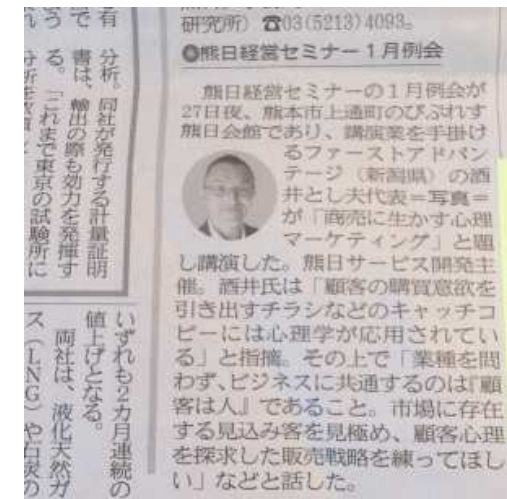 研究所）☎03(5213)4093。
◎熊日経営セミナー１月例会
熊日経営セミナーの１月例会が
27日夜、熊本市上通町のびぷれす
熊日会館であり、講演業を手掛け
るファーストアドバン
テージ（新潟県）の酒
井とし夫代表＝写真＝
が「商売に生かす心理
マーケティング」と題
し講演した。熊日サービス開発主
催。酒井氏は「顧客の購買意欲を
引き出すチラシなどのキャッチコ
ピーには心理学が応用されてい
る」と指摘。その上で「業種を問
わず、ビジネスに共通するのは『顧
客は人』であること。市場に存在
する見込み客を見極め、顧客心理
を探求した販売戦略を練ってほし
い」などと話した。
分析。同社が発行する計量証明
書は、輸出の際も効力を発揮す
る。「これまで東京の試験所に
いずれも２カ月連続の
値上げとなる。
両社は、液化天然ガ
ス（ＬＮＧ）や石炭の